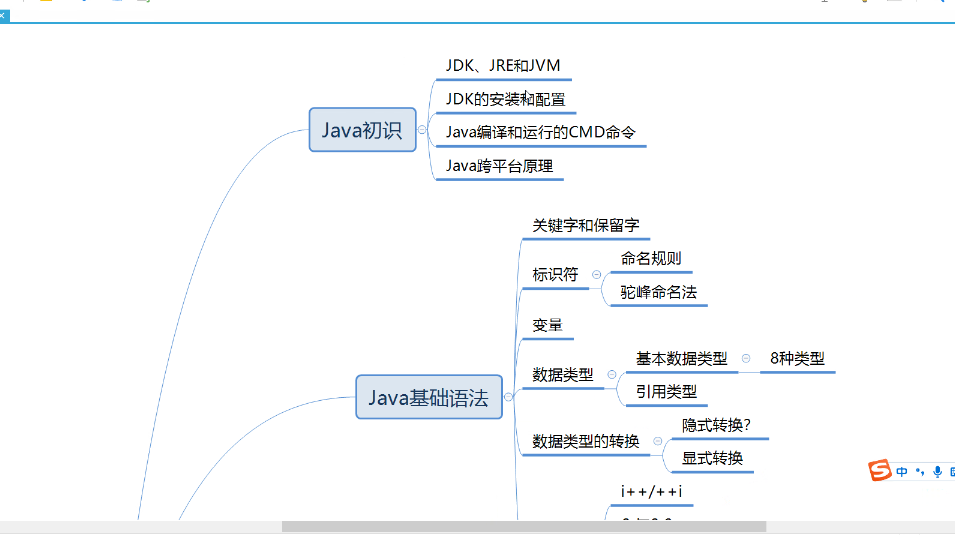 JDK、JRE和JVM
JDK的安装和配置
Java初识
Java编译和运行的CMD命令
Java跨平台原理
关键字和保留字
命名规则
标识符
驼峰命名法
变量
基本数据类型
8种类型
数据类型
引用类型
Java基础语法
隐式转换?
数据类型的转换
显式转换
中
i++/++i